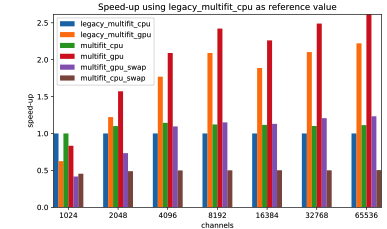 Speed-up using legacy_multifit_cpu as reference value
2.5
2.0
1.5
1.0
0.5
0.0
speed-up
legacy_multifit_cpu
legacy_multifit_gpu
multifit_cpu
multifit_gpu
multifit_gpu_swap
multifit_cpu_swap
1024 2048 4096 8192 16384 32768 65536
channels